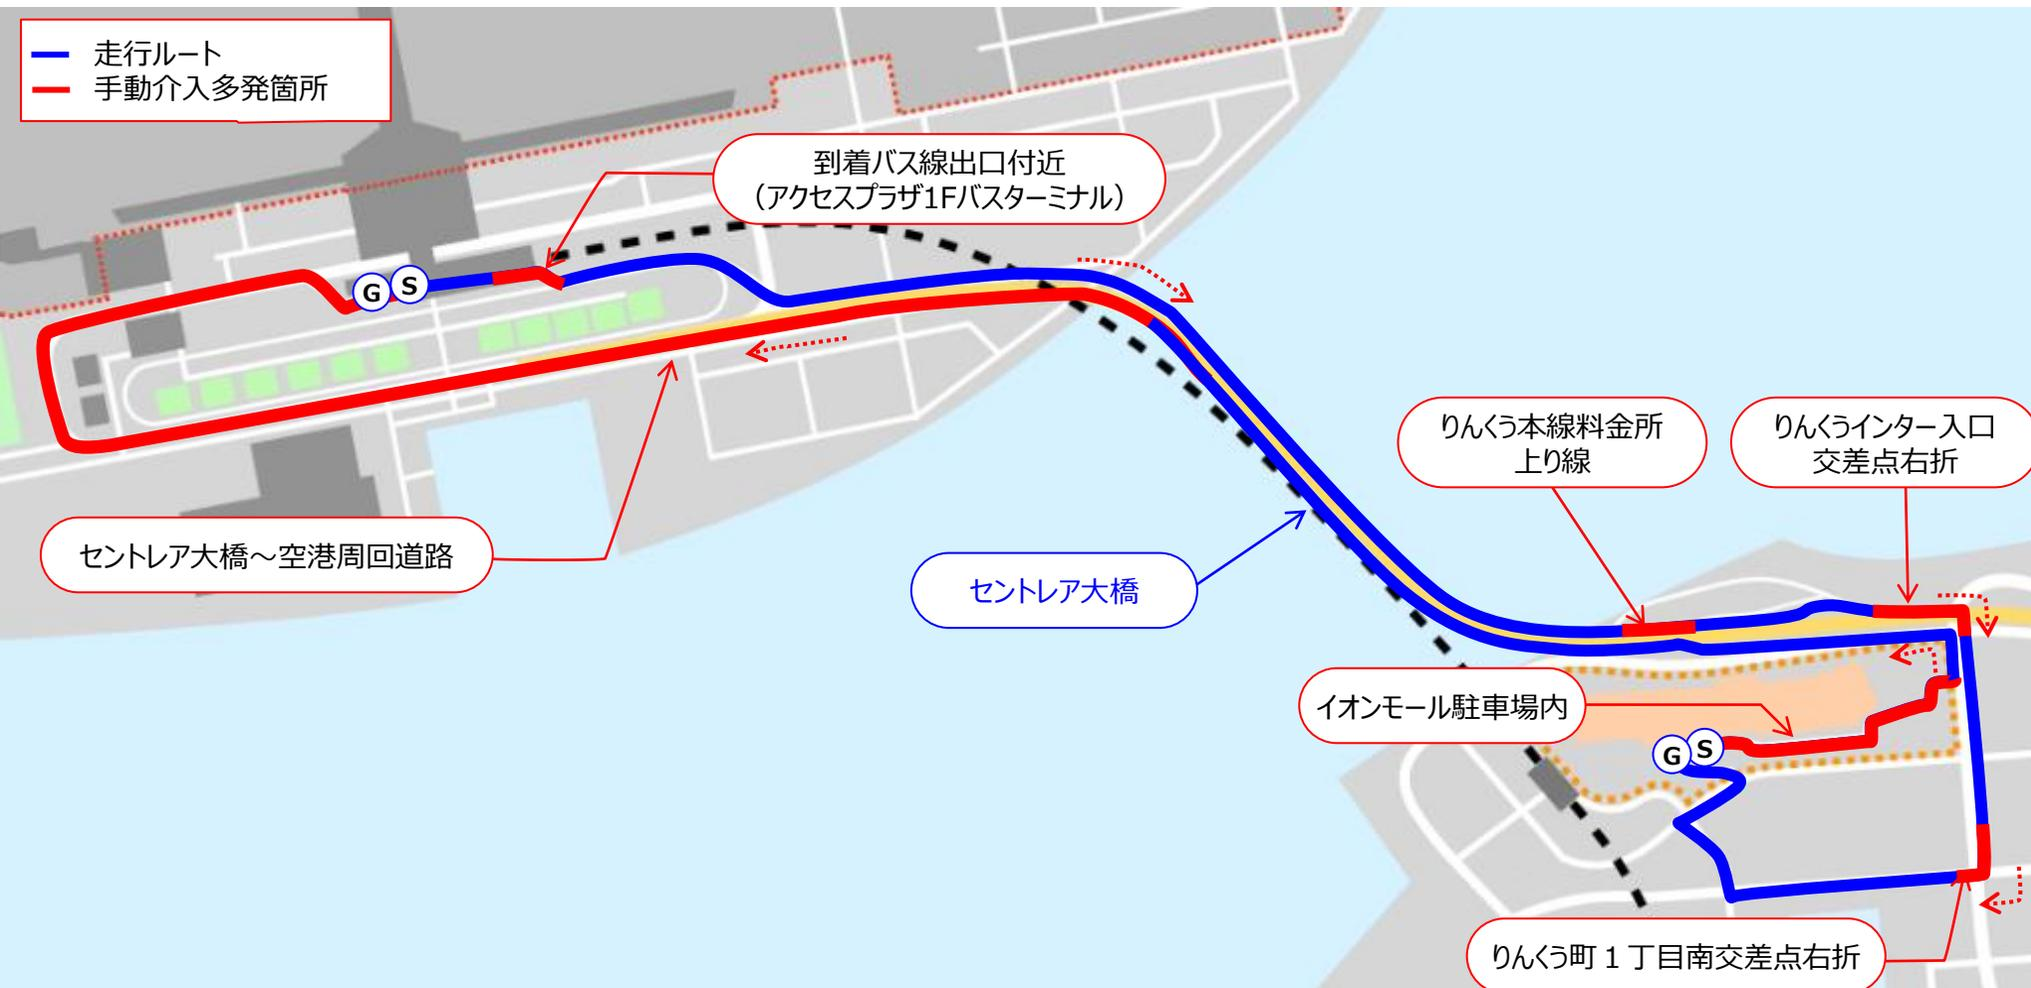 走行ルート
手動介入多発箇所
到着バス線出口付近
（アクセスプラザ1Fバスターミナル）
G
S
りんくう本線料金所
上り線
りんくうインター入口
交差点右折
セントレア大橋～空港周回道路
セントレア大橋
イオンモール駐車場内
G
S
りんくう町１丁目南交差点右折